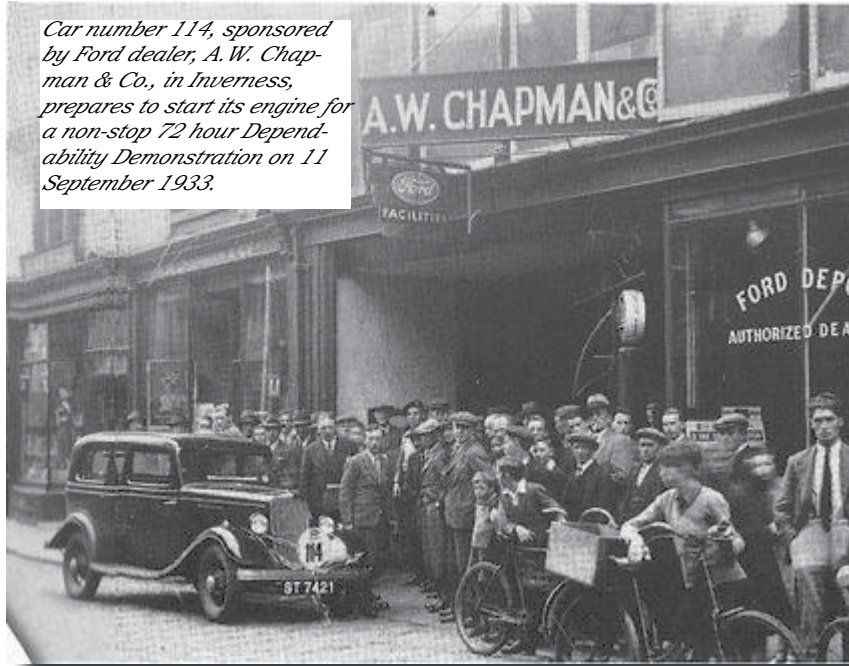 Car number 114, sponsored
by Ford dealer, A.W. Chap-
man & Co., in Inverness,
prepares to start its engine for
a non-stop 72 hour Depend-
ability Demonstration on 11
September 1933.
A.W. CHAPMAN & Co
Ford
FACILITIES
FORD DEPO
AUTHORIZED DEA
114
ST 7421